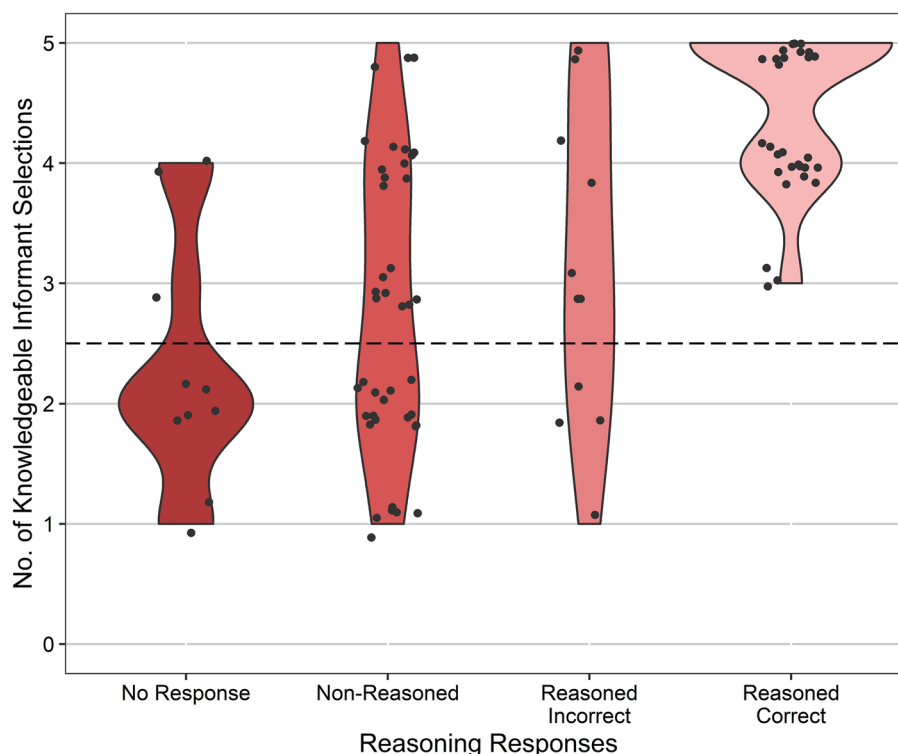 No. of Knowledgeable Informant Selections
5
4
3
2
1
0
No Response
Non-Reasoned
Reasoned
Incorrect
Reasoned
Correct
Reasoning Responses